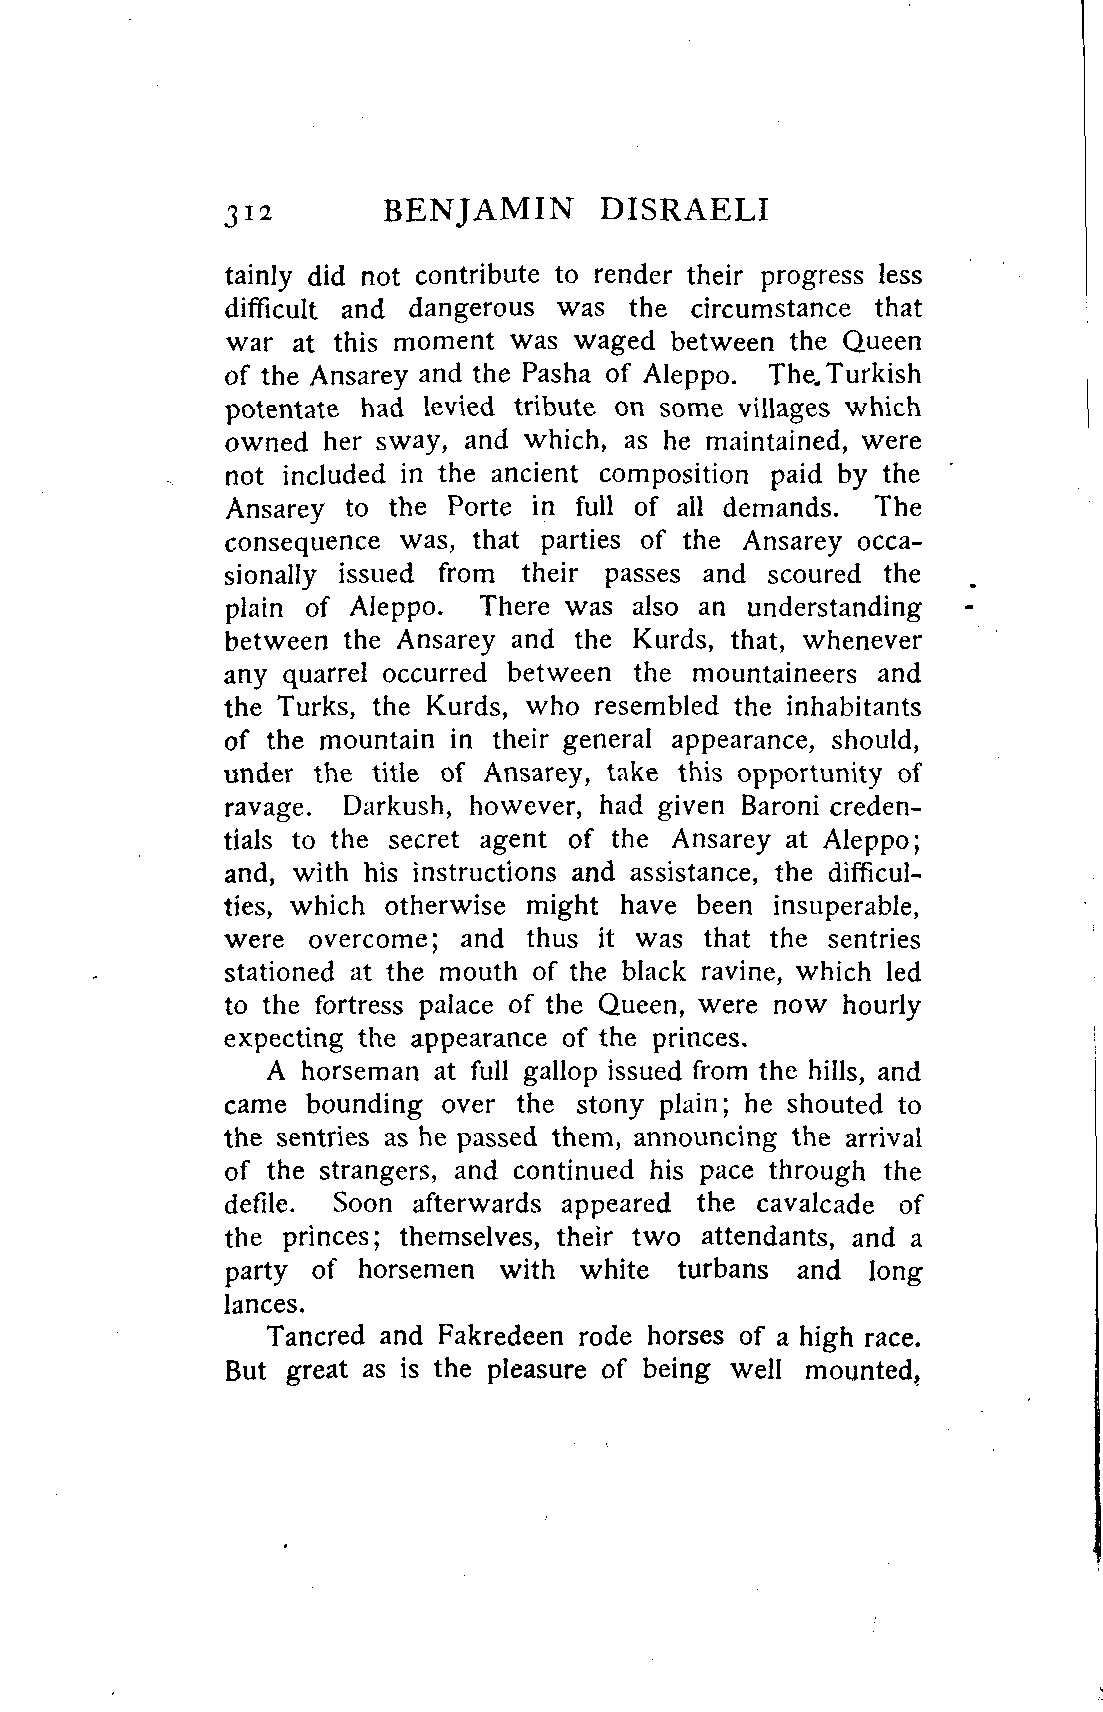 312 BENJAMIN DISRAELI
tainly did not contribute to render their progress less
difficult and dangerous was the circumstance that
war at this moment was waged between the Queen
of the Ansarey and the Pasha of Aleppo. The Turkish
potentate had levied tribute on some villages which
owned her sway, and which, as he maintained, were
not included in the ancient composition paid by the
Ansarey to the Porte in full of all demands. The
consequence was, that parties of the Ansarey occa-
sionally issued from their passes and scoured the
plain of Aleppo. There was also an understanding
between the Ansarey and the Kurds, that, whenever
any quarrel occurred between the mountaineers and
the Turks, the Kurds, who resembled the inhabitants
of the mountain in their general appearance, should,
under the title of Ansarey, take this opportunity of
ravage. Darkush, however, had given Baroni creden-
tials to the secret agent of the Ansarey at Aleppo;
and, with his instructions and assistance, the difficul-
ties, which otherwise might have been insuperable,
were overcome; and thus it was that the sentries
stationed at the mouth of the black ravine, which led
to the fortress palace of the Queen, were now hourly
expecting the appearance of the princes.
A horseman at full gallop issued from the hills, and
came bounding over the stony plain; he shouted to
the sentries as he passed them, announcing the arrival
of the strangers, and continued his pace through the
defile. Soon afterwards appeared the cavalcade of
the princes; themselves, their two attendants, and a
party of horsemen with white turbans and long
lances.
Tancred and Fakredeen rode horses of a high race.
But great as is the pleasure of being well mounted,